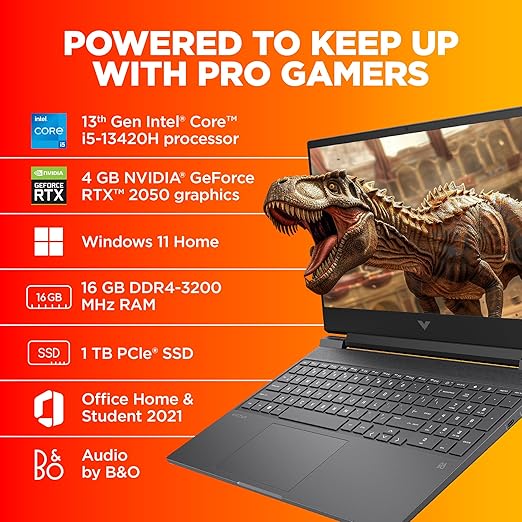 POWERED TO KEEP UP
WITH PRO GAMERS
intel
CORE
i5
13th Gen Intel® Core™
i5-13420H processor
NVIDIA
GEFORCE
RTX
4 GB NVIDIA® GeForce
RTX™ 2050 graphics
Windows 11 Home
16 GB
16 GB DDR4-3200
MHz RAM
SSD
1 TB PCIe® SSD
Office Home &
Student 2021
B&O
Audio
by B&O